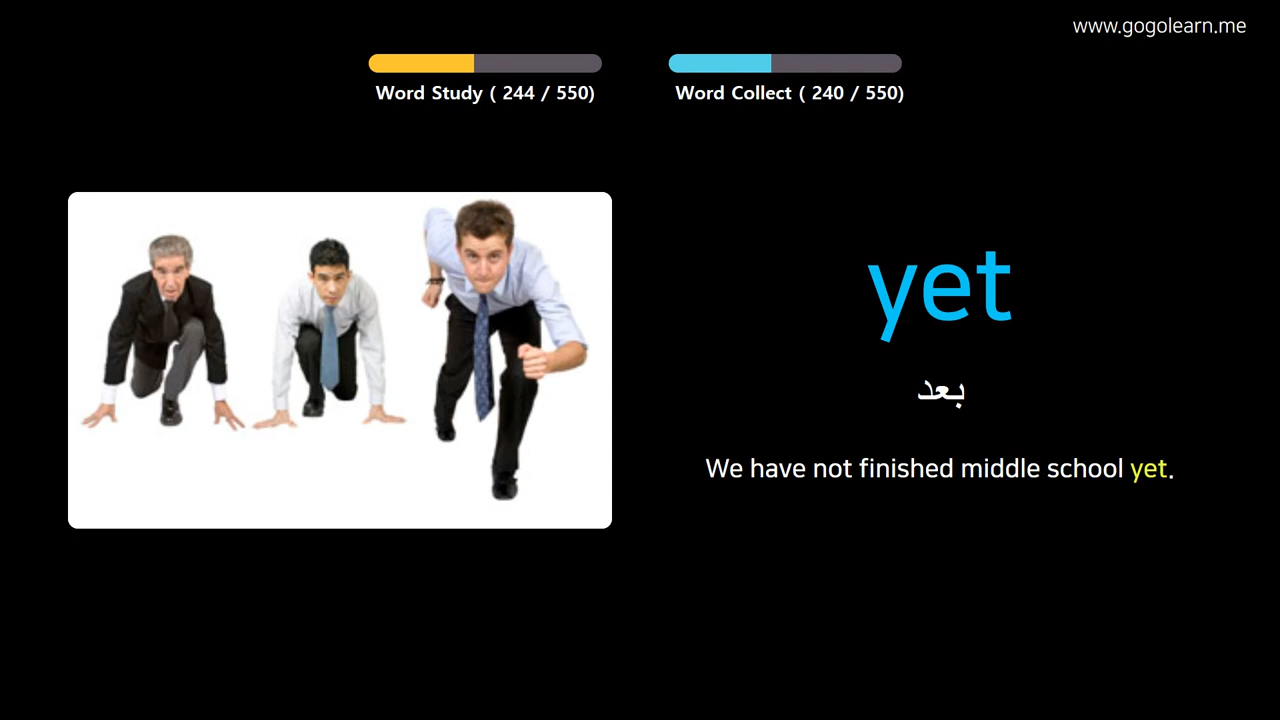 www.gogolearn.me
Word Study ( 244 / 550)
Word Collect ( 240 / 550)
yet
بعد
We have not finished middle school yet.